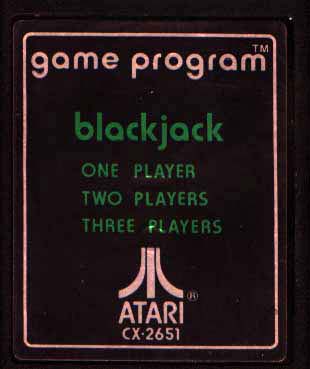 game program™
blackjack
ONE PLAYER
TWO PLAYERS
THREE PLAYERS
ATARI®
CX-2651